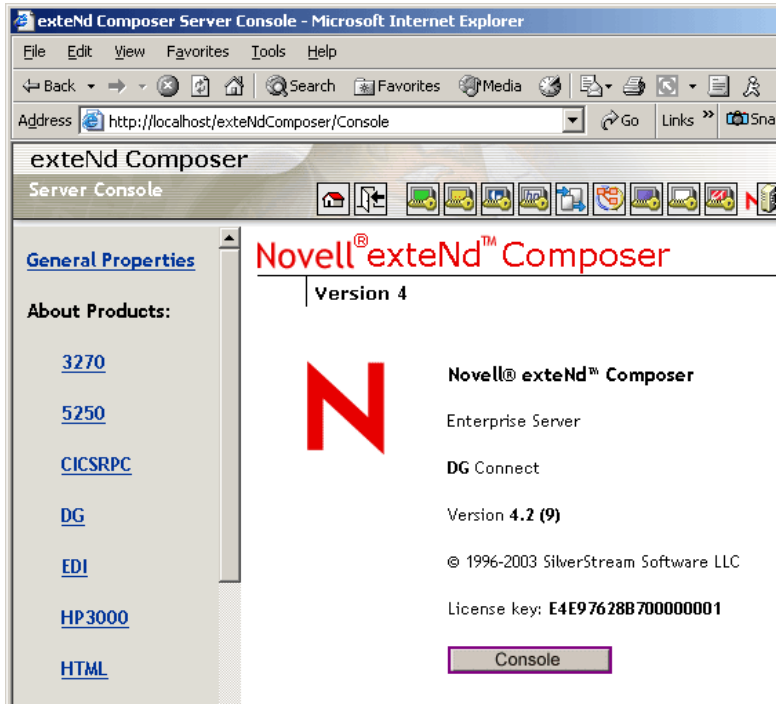 exteNd Composer Server Console - Microsoft Internet Explorer
File Edit View Favorites Tools Help
Back Search Favorites Media
Address http://localhost/exteNdComposer/Console Go Links »
exteNd Composer
Server Console
General Properties
About Products:
3270
5250
CICSRPC
DG
EDI
HP3000
HTML
Novell®exteNd™Composer
Version 4
N
Novell® exteNd™ Composer
Enterprise Server
DG Connect
Version 4.2 (9)
© 1996-2003 SilverStream Software LLC
License key: E4E97628B700000001
Console